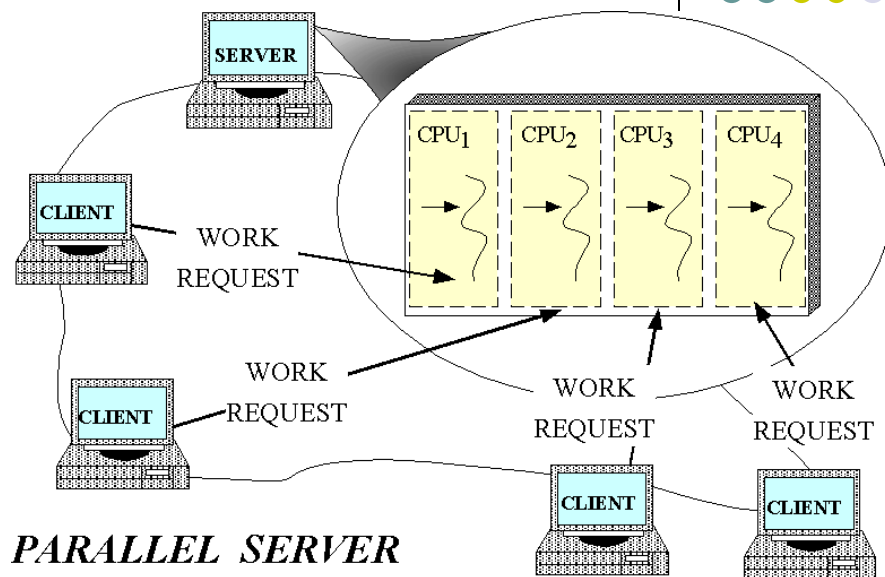 SERVER
CPU1
CPU2
CPU3
CPU4
CLIENT
WORK
REQUEST
WORK
REQUEST
CLIENT
WORK
REQUEST
WORK
REQUEST
CLIENT
CLIENT
PARALLEL SERVER